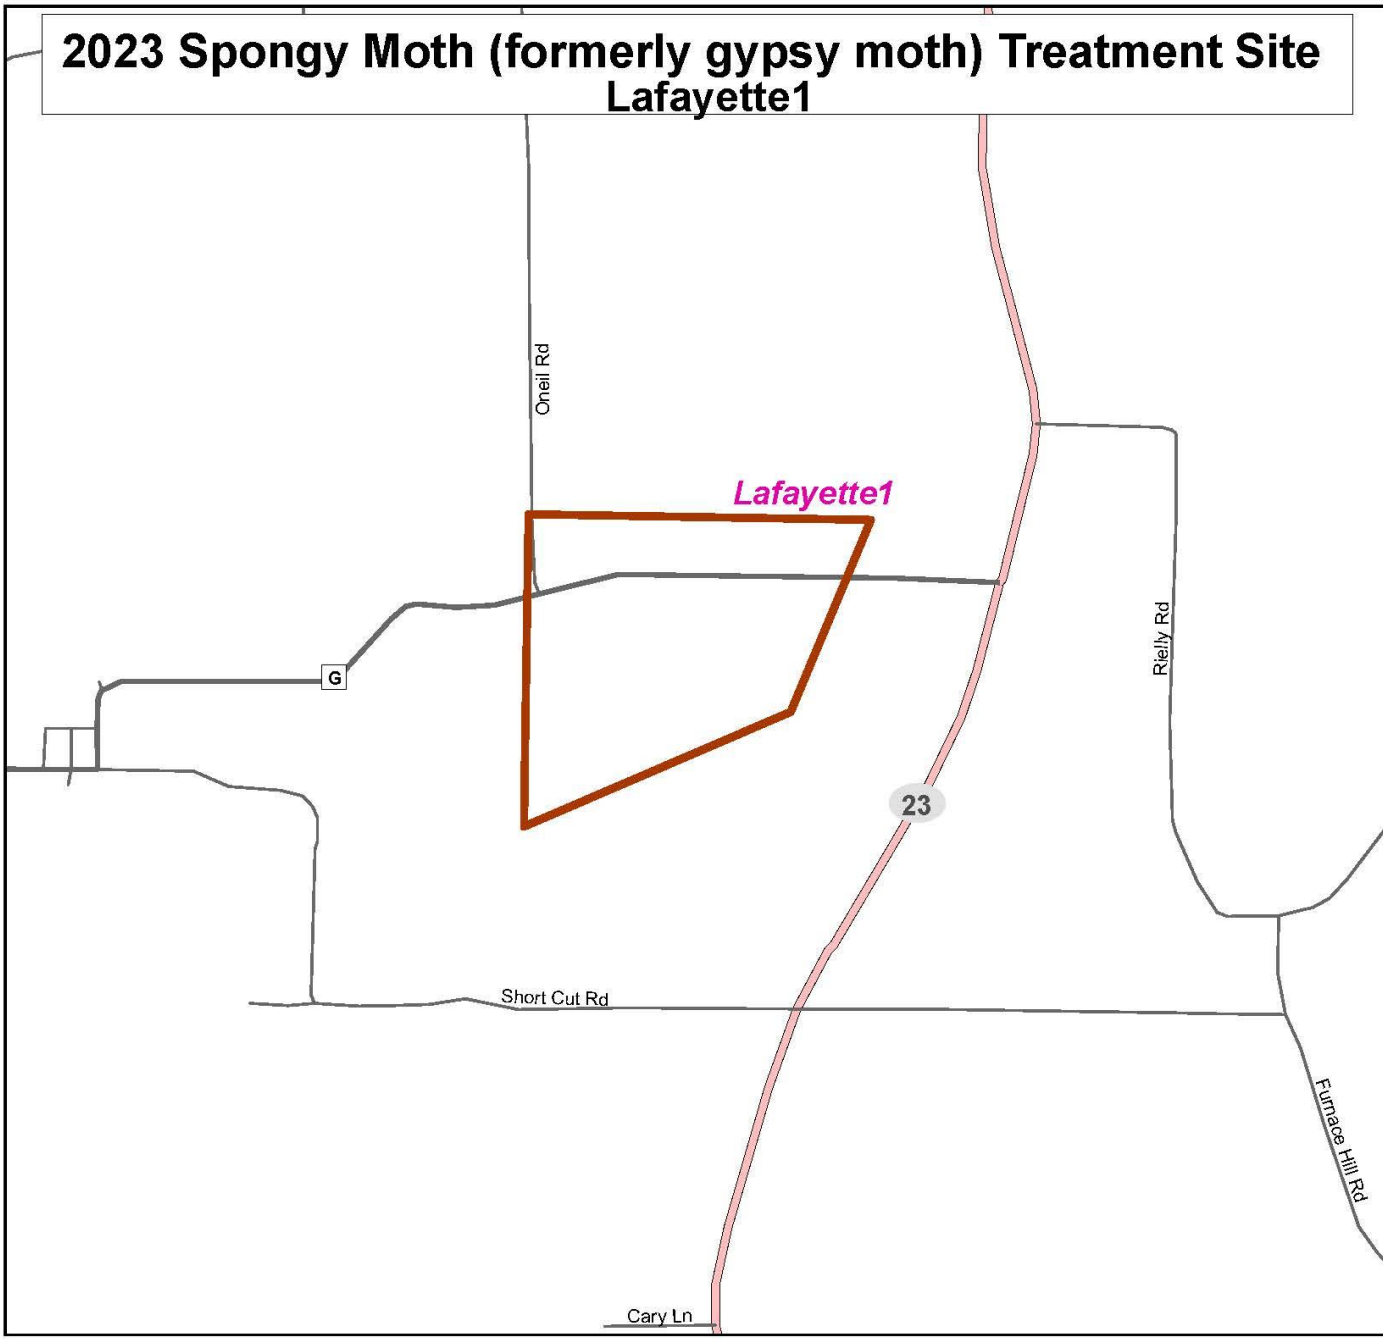 2023 Spongy Moth (formerly gypsy moth) Treatment Site
Lafayette1
Oneil Rd
Lafayette1
Rielly Rd
G
23
Short Cut Rd
Furnace Hill Rd
Cary Ln